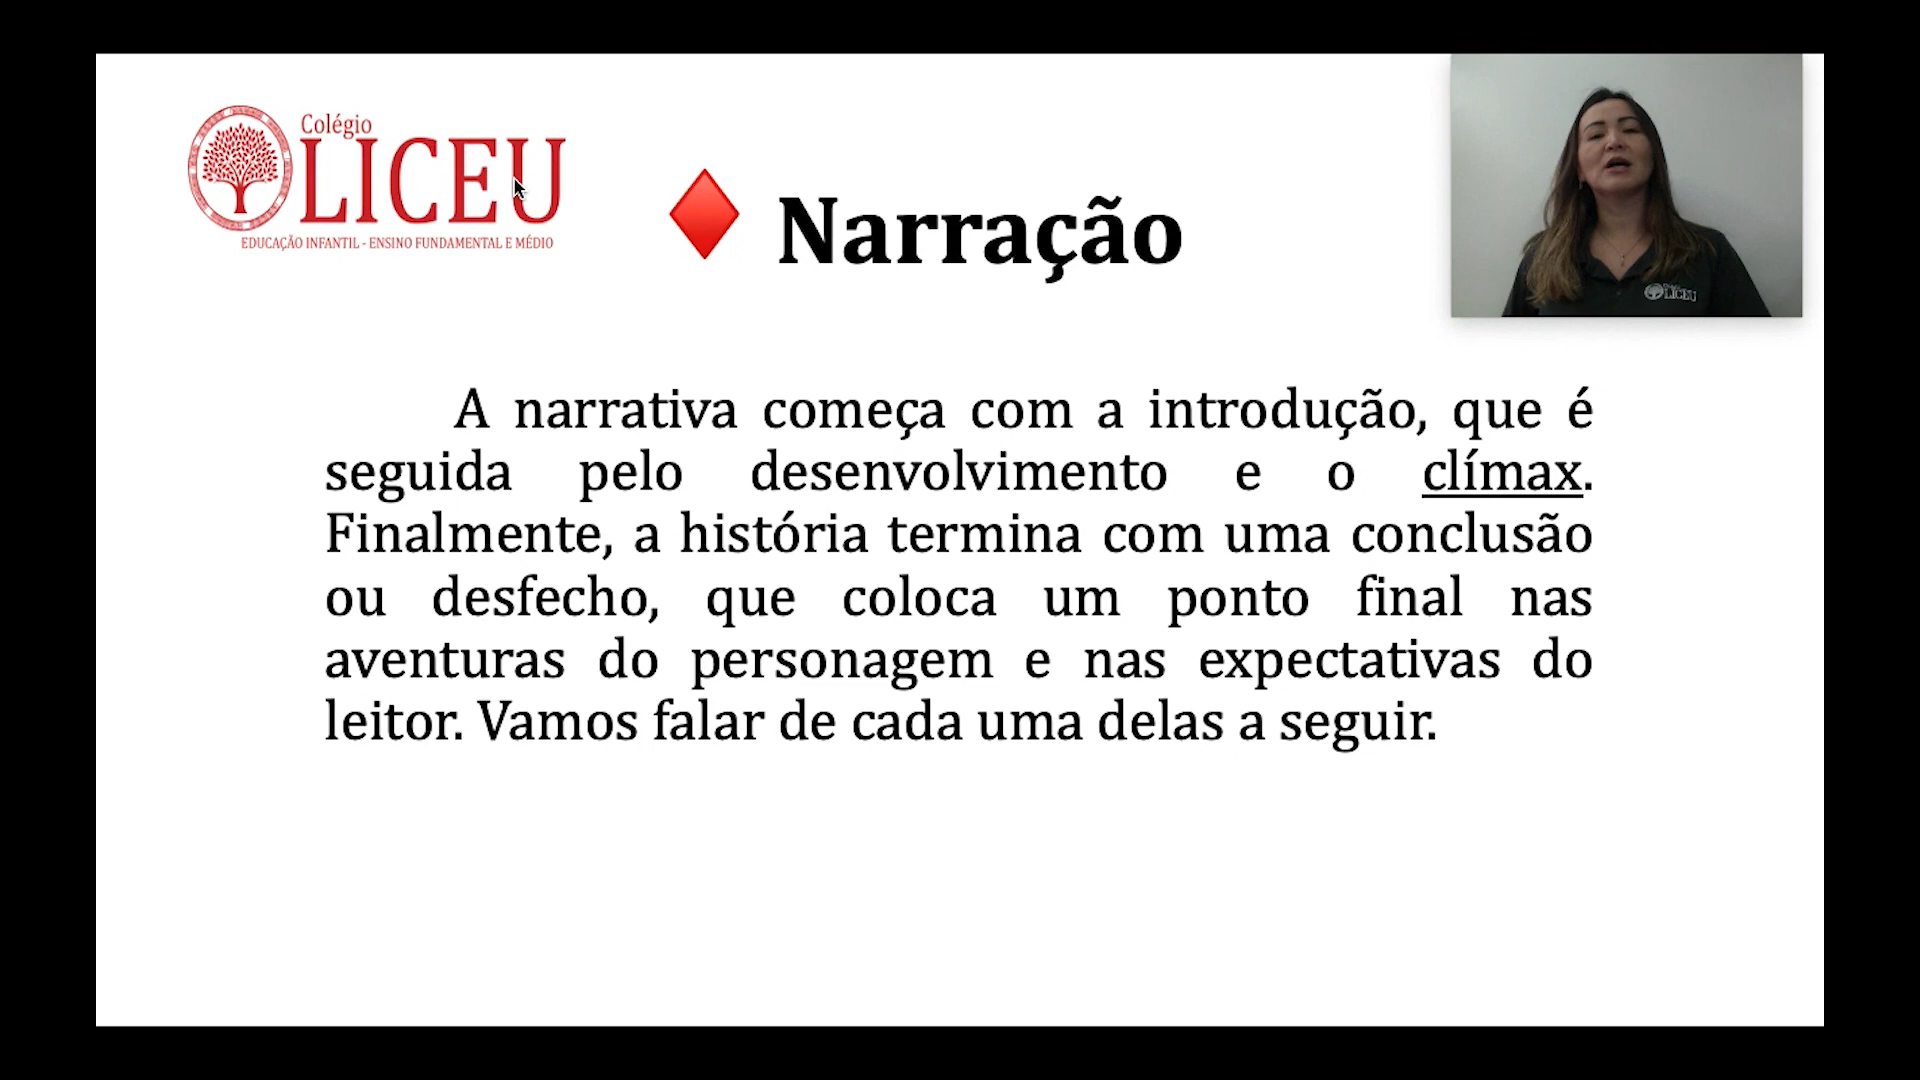 Colégio
LICEU
EDUCAÇÃO INFANTIL - ENSINO FUNDAMENTAL E MÉDIO
Narração
LICEU
A narrativa começa com a introdução, que é
seguida pelo desenvolvimento e o clímax.
Finalmente, a história termina com uma conclusão
ou desfecho, que coloca um ponto final nas
aventuras do personagem e nas expectativas do
leitor. Vamos falar de cada uma delas a seguir.